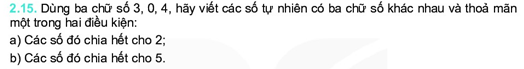 2.15. Dùng ba chữ số 3, 0, 4, hãy viết các số tự nhiên có ba chữ số khác nhau và thoả mãn
một trong hai điều kiện:
a) Các số đó chia hết cho 2;
b) Các số đó chia hết cho 5.